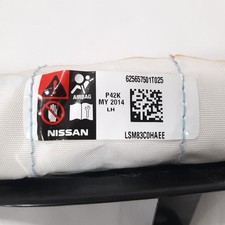 625657501T025
AIRBAG
P42K
MY 2014
LH
NISSAN
LSM83C0HAEE